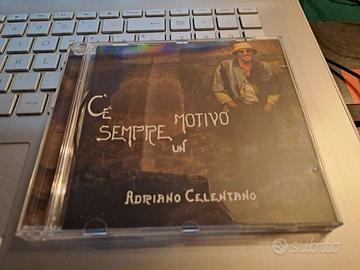 C'È
SEMPRE UN MOTIVO
ADRIANO CELENTANO
subito